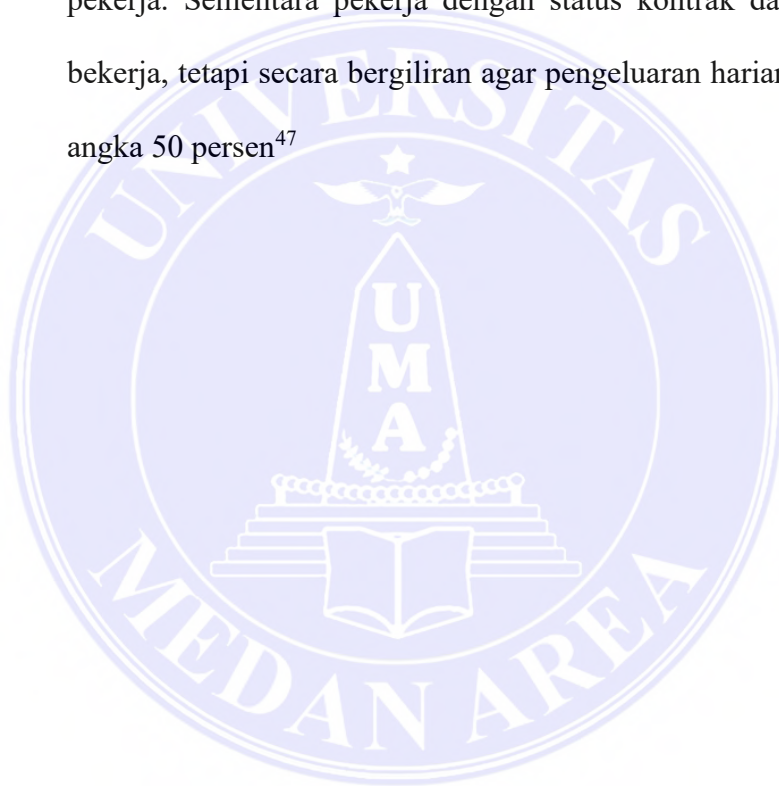 pekerja. Sementara pekerja dengan status kontrak da
bekerja, tetapi secara bergiliran agar pengeluaran harian
angka 50 persen47
UNIVERSITAS
U
M
A
MEDAN AREA